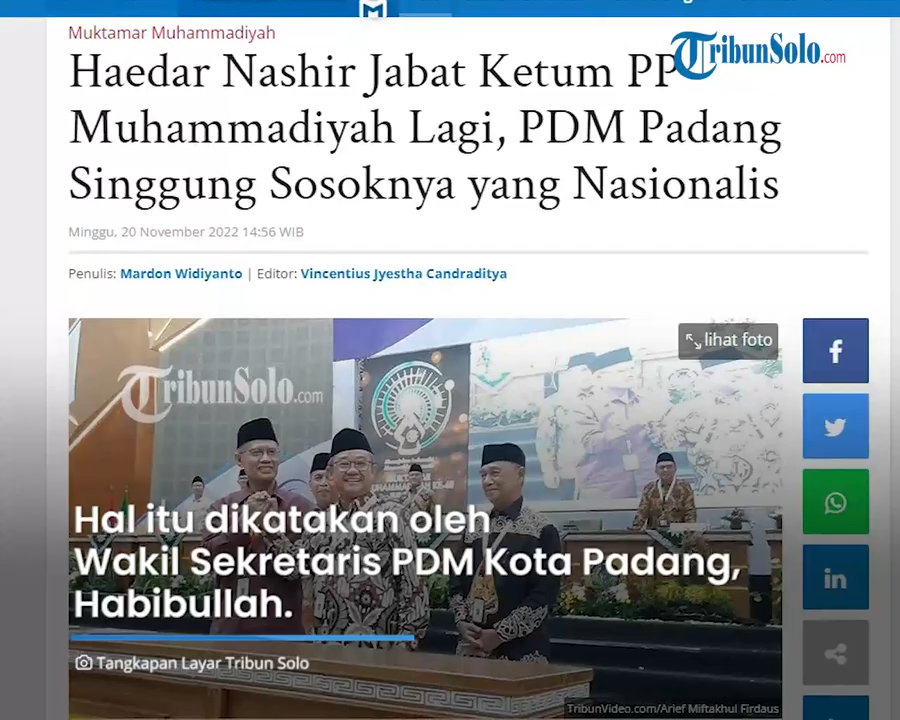 Muktamar Muhammadiyah
TribunSolo.com
Haedar Nashir Jabat Ketum PP
Muhammadiyah Lagi, PDM Padang
Singgung Sosoknya yang Nasionalis
Minggu, 20 November 2022 14:56 WIB
Penulis: Mardon Widiyanto | Editor: Vincentius Jyestha Candraditya
lihat foto
TribunSolo.com
Hal itu dikatakan oleh
Wakil Sekretaris PDM Kota Padang,
Habibullah.
Tangkapan Layar Tribun Solo
TribunVideo.com/Arief Miftakhul Firdaus